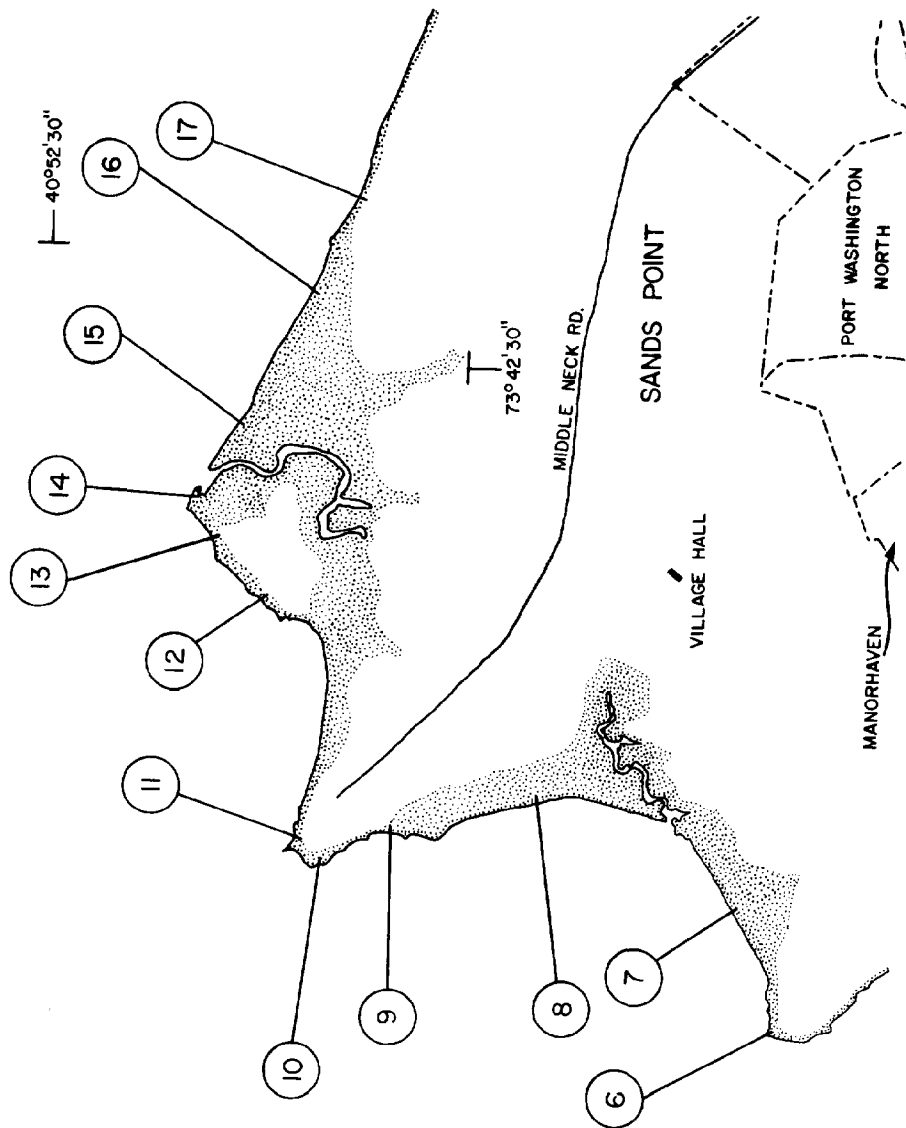 6
7
8
9
10
11
12
13
14
15
16
17
40°52'30"
73°42'30"
MIDDLE NECK RD.
SANDS POINT
VILLAGE HALL
PORT WASHINGTON
NORTH
MANORHAVEN